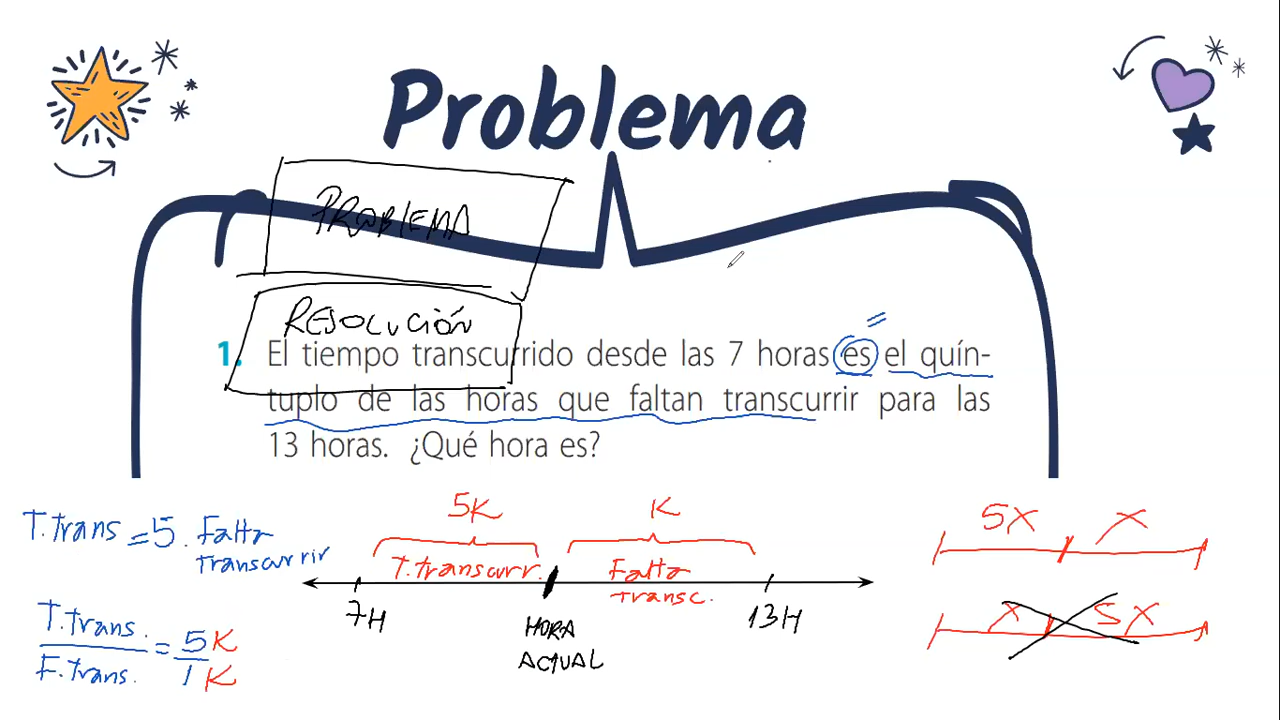 Problema
PROBLEMA
RESOLUCIÓN
=
1. El tiempo transcurrido desde las 7 horas es el quín-
tuplo de las horas que faltan transcurrir para las
13 horas. ¿Qué hora es?
T.trans = 5. Falta
transcurrir
5K K
T.transcurr. Falta
transc.
7H 13H
HORA
ACTUAL
T.trans. / F.trans. = 5K / 1K
5X X
X 5X